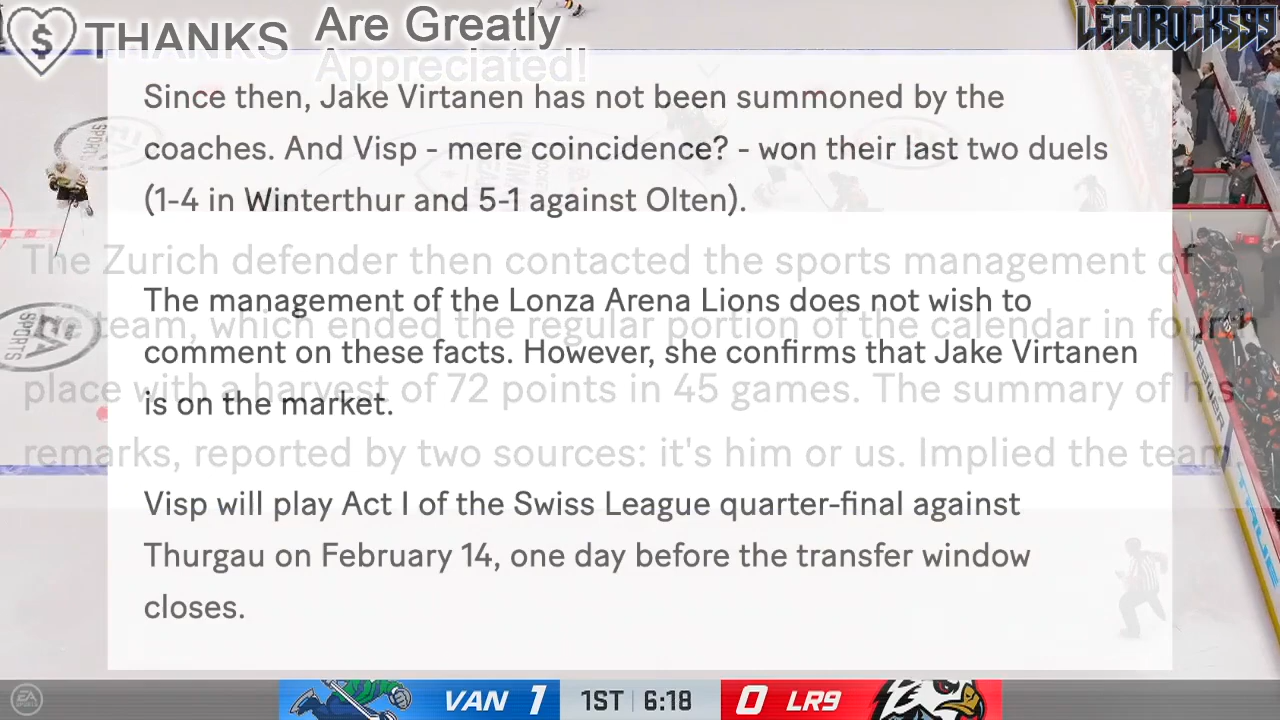 THANKS
Are Greatly
Appreciated!
LEGOROCKS99
Since then, Jake Virtanen has not been summoned by the
coaches. And Visp - mere coincidence? - won their last two duels
(1-4 in Winterthur and 5-1 against Olten).
The Zurich defender then contacted the sports management of
team, which ended the regular portion of the calendar in fourth
place with a harvest of 72 points in 45 games. The summary of his
remarks, reported by two sources: it's him or us. Implied the team
The management of the Lonza Arena Lions does not wish to
comment on these facts. However, she confirms that Jake Virtanen
is on the market.
Visp will play Act I of the Swiss League quarter-final against
Thurgau on February 14, one day before the transfer window
closes.
EA
SPORTS
VAN 1 1ST 6:18 0 LR9